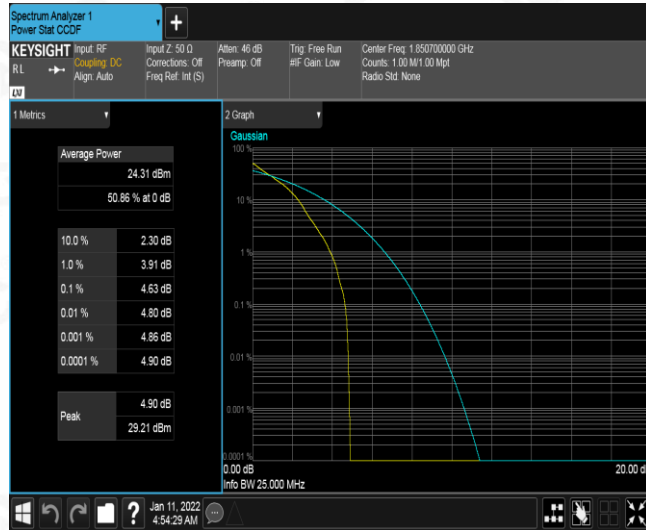 Spectrum Analyzer 1
Power Stat CCDF
+
KEYSIGHT
RL
LXI
Input: RF
Coupling: DC
Align: Auto
Input Z: 50 Ω
Corrections: Off
Freq Ref: Int (S)
Atten: 46 dB
Preamp: Off
Trig: Free Run
#IF Gain: Low
Center Freq: 1.850700000 GHz
Counts: 1.00 M/1.00 Mpt
Radio Std: None
1 Metrics
Average Power
24.31 dBm
50.86 % at 0 dB
10.0 % 2.30 dB
1.0 % 3.91 dB
0.1 % 4.63 dB
0.01 % 4.80 dB
0.001 % 4.86 dB
0.0001 % 4.90 dB
Peak
4.90 dB
29.21 dBm
2 Graph
Gaussian
100 %
10 %
1 %
0.1 %
0.01 %
0.001 %
0.0001 %
0.00 dB
20.00 d
Info BW 25.000 MHz
?
Jan 11, 2022
4:54:29 AM